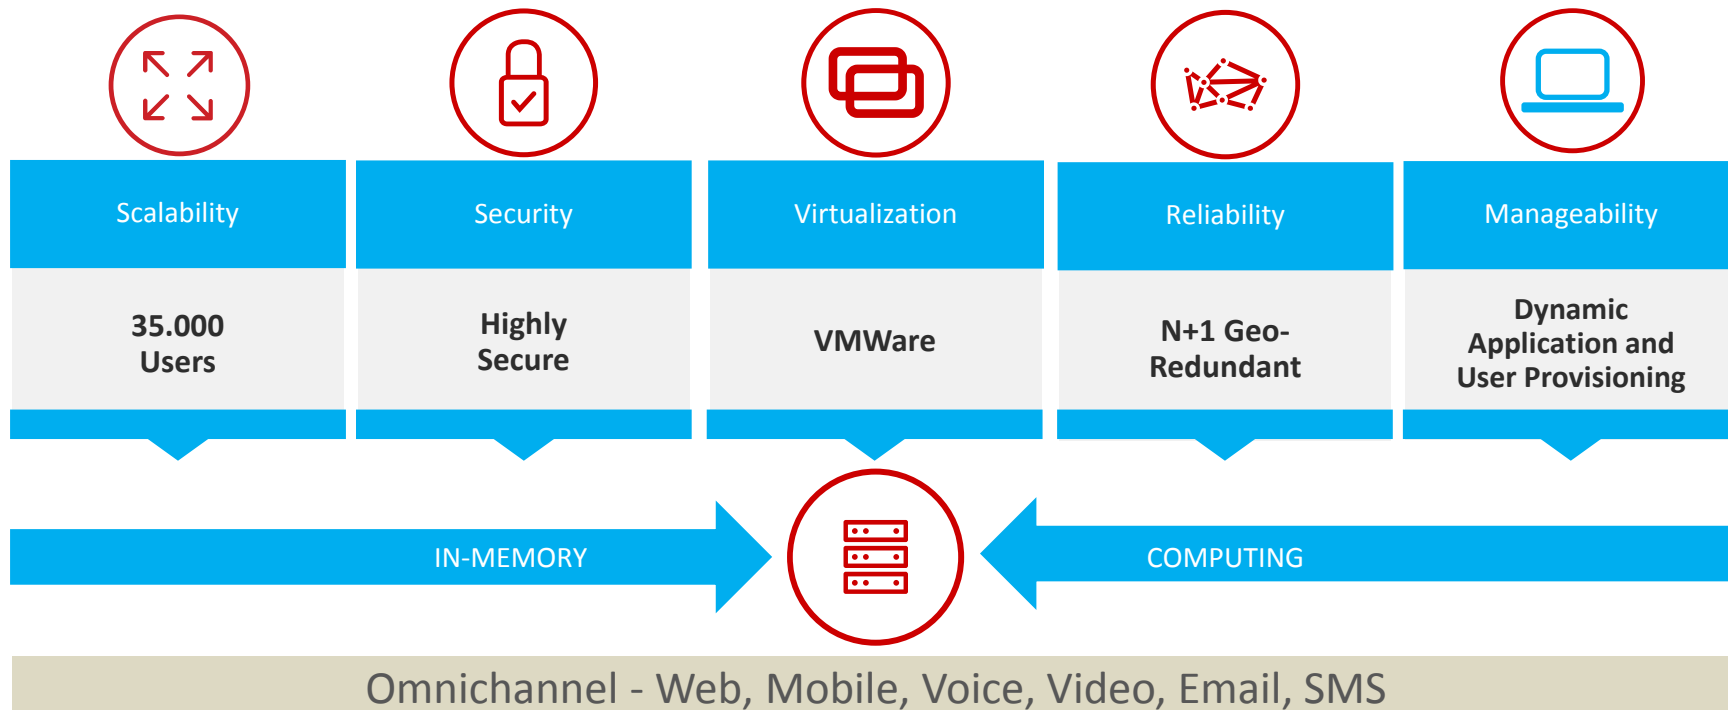 Scalability
Security
Virtualization
Reliability
Manageability
35.000
Users
Highly
Secure
VMWare
N+1 Geo-
Redundant
Dynamic
Application and
User Provisioning
IN-MEMORY
COMPUTING
Omnichannel - Web, Mobile, Voice, Video, Email, SMS